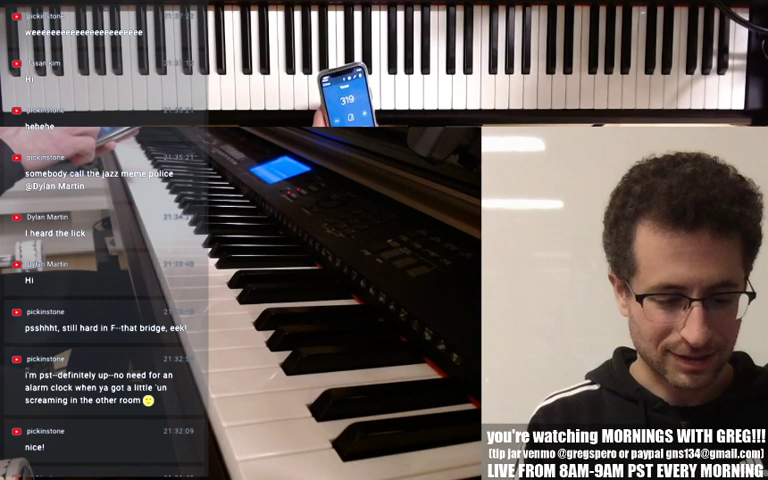 pickinstone
weeeeeeeeeeeeeeeeeeeeeee
Hi
pickinstone
hehehe
pickinstone 21:35:21
somebody call the jazz meme police
@Dylan Martin
Dylan Martin
I heard the lick
Dylan Martin
Hi
pickinstone
psshhht, still hard in F--that bridge, eek!
pickinstone
i'm pst--definitely up--no need for an
alarm clock when ya got a little 'un
screaming in the other room
pickinstone 21:32:09
nice!
319
you're watching MORNINGS WITH GREG!!!
(tip jar venmo @gregspero or paypal gns134@gmail.com)
LIVE FROM 8AM-9AM PST EVERY MORNING